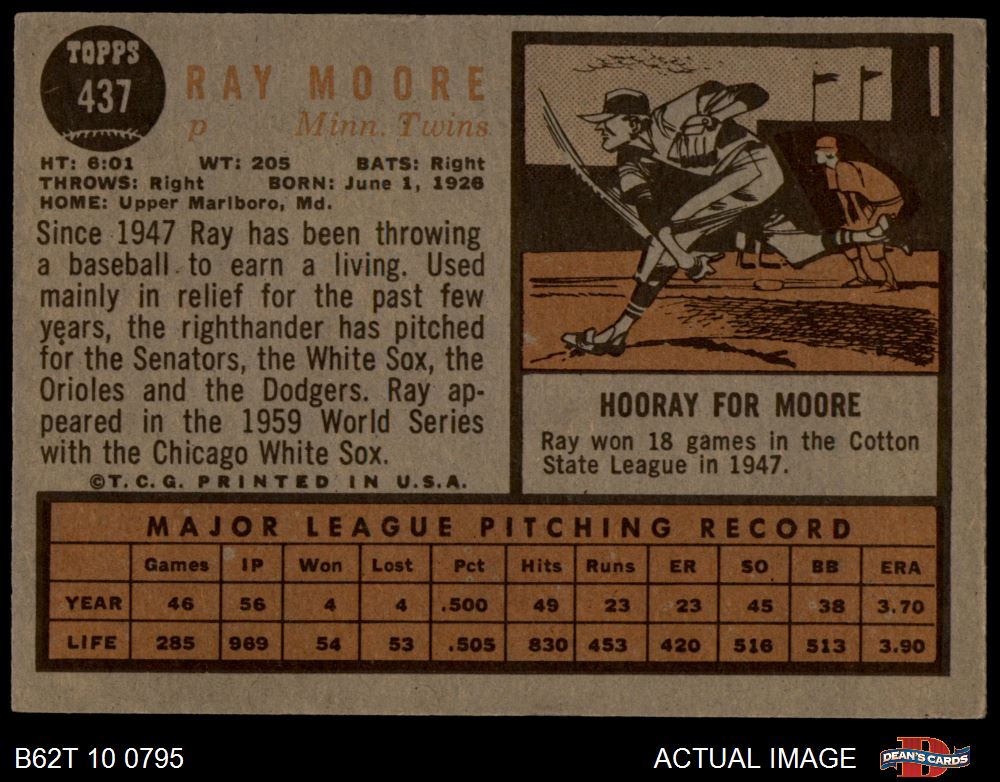 TOPPS
437
RAY MOORE
p Minn. Twins
HT: 6:01 WT: 205 BATS: Right
THROWS: Right BORN: June 1, 1926
HOME: Upper Marlboro, Md.
Since 1947 Ray has been throwing
a baseball to earn a living. Used
mainly in relief for the past few
years, the righthander has pitched
for the Senators, the White Sox, the
Orioles and the Dodgers. Ray ap-
peared in the 1959 World Series
with the Chicago White Sox.
©T.C.G. PRINTED IN U.S.A.
HOORAY FOR MOORE
Ray won 18 games in the Cotton
State League in 1947.
MAJOR LEAGUE PITCHING RECORD
Games IP Won Lost Pct Hits Runs ER SO BB ERA
YEAR 46 56 4 4 .500 49 23 23 45 38 3.70
LIFE 285 969 54 53 .505 830 453 420 516 513 3.90
B62T 10 0795 ACTUAL IMAGE DEAN'S CARDS